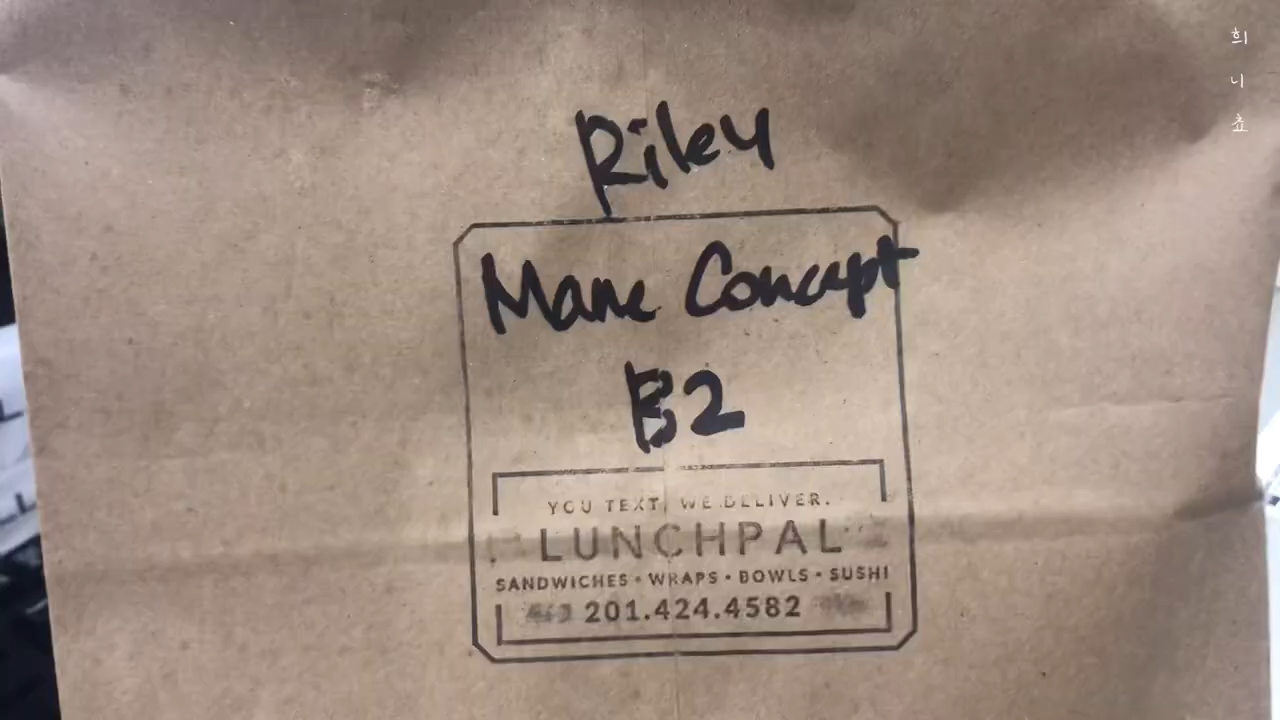 희
니
쵸
Riley
Mane Concept
B2
YOU TEXT, WE DELIVER.
LUNCHPAL
SANDWICHES • WRAPS • BOWLS • SUSHI
201.424.4582